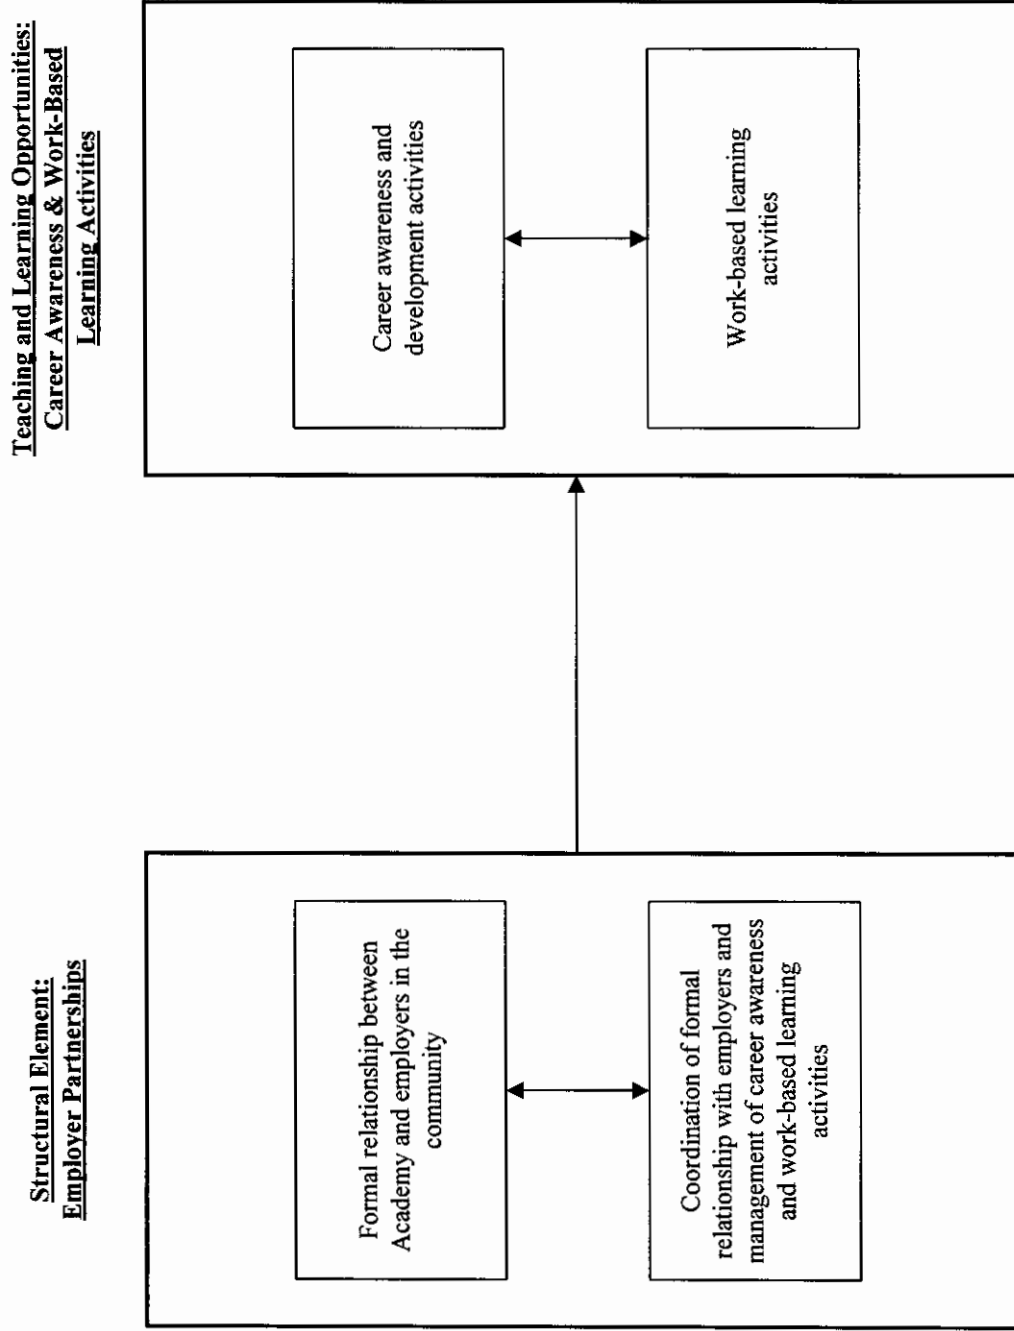 Structural Element:
Employer Partnerships
Formal relationship between
Academy and employers in the
community
Coordination of formal
relationship with employers and
management of career awareness
and work-based learning
activities
Teaching and Learning Opportunities:
Career Awareness & Work-Based
Learning Activities
Career awareness and
development activities
Work-based learning
activities